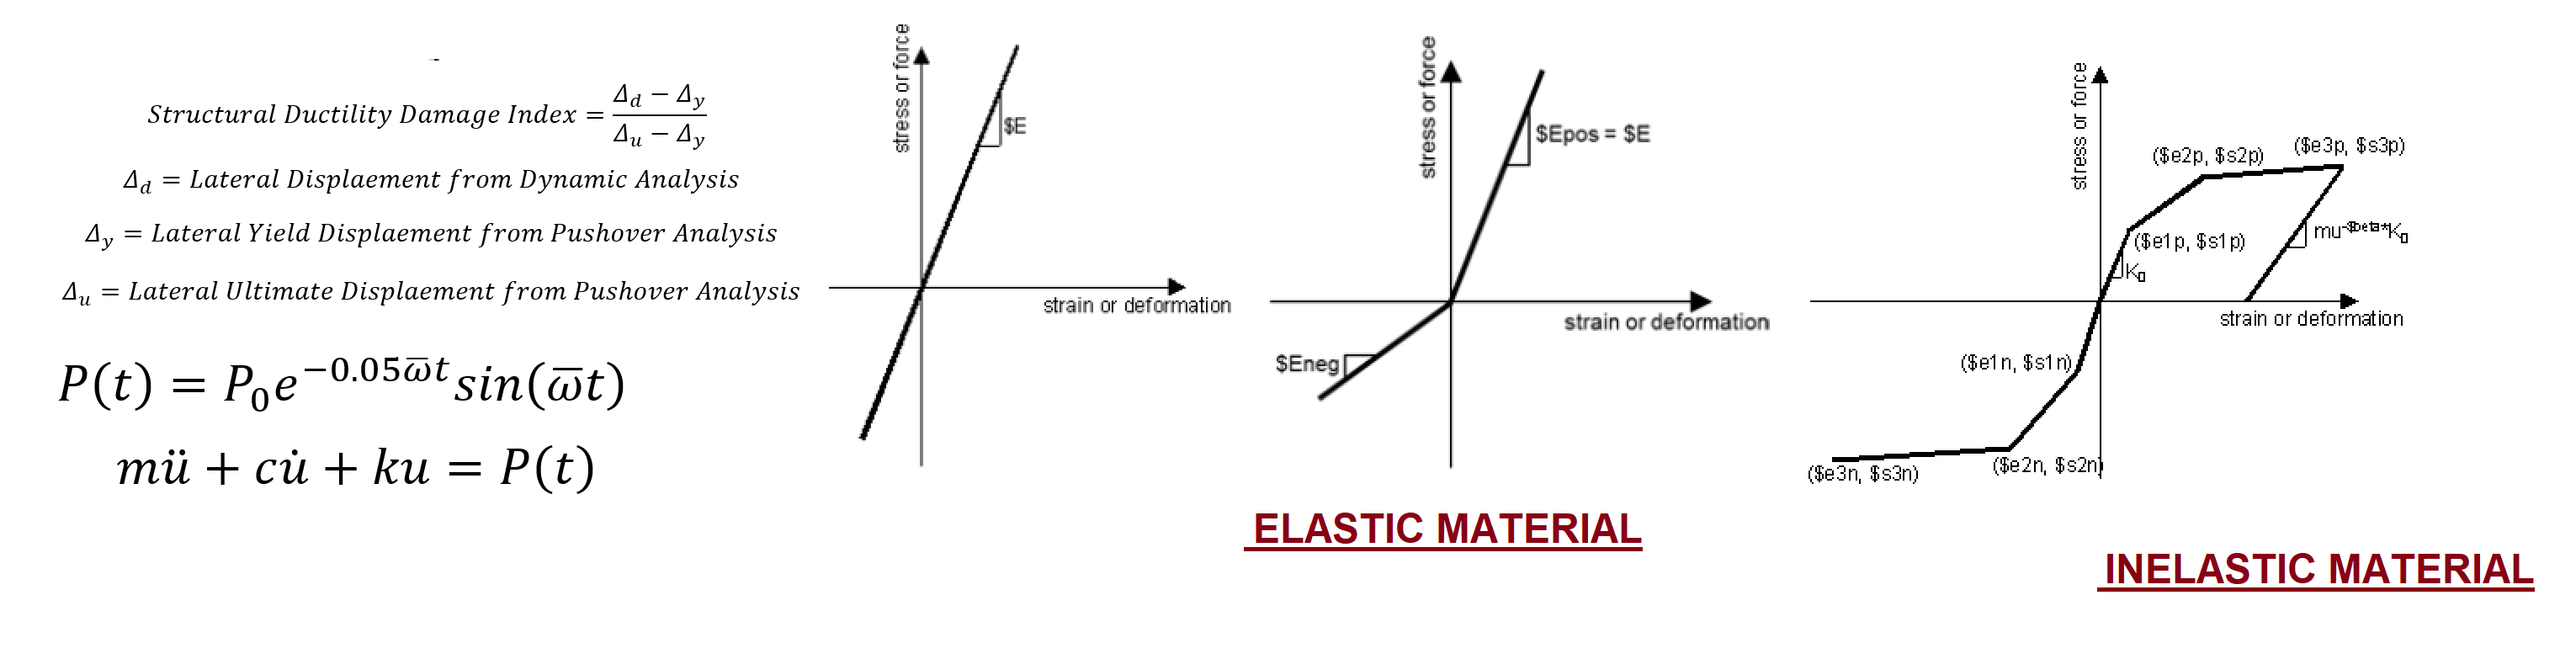 Structural Ductility Damage Index = (Δd − Δy) / (Δu − Δy)
Δd = Lateral Displaement from Dynamic Analysis
Δy = Lateral Yield Displaement from Pushover Analysis
Δu = Lateral Ultimate Displaement from Pushover Analysis
P(t) = P₀e^(−0.05ω̅t) sin(ω̅t)
mü + cu̇ + ku = P(t)
stress or force
$E
strain or deformation
stress or force
$Epos = $E
strain or deformation
$Eneg
ELASTIC MATERIAL
stress or force
($e3p, $s3p)
($e2p, $s2p)
($e1p, $s1p)
mu^-$beta*K0
K0
strain or deformation
($e1n, $s1n)
($e2n, $s2n)
($e3n, $s3n)
INELASTIC MATERIAL